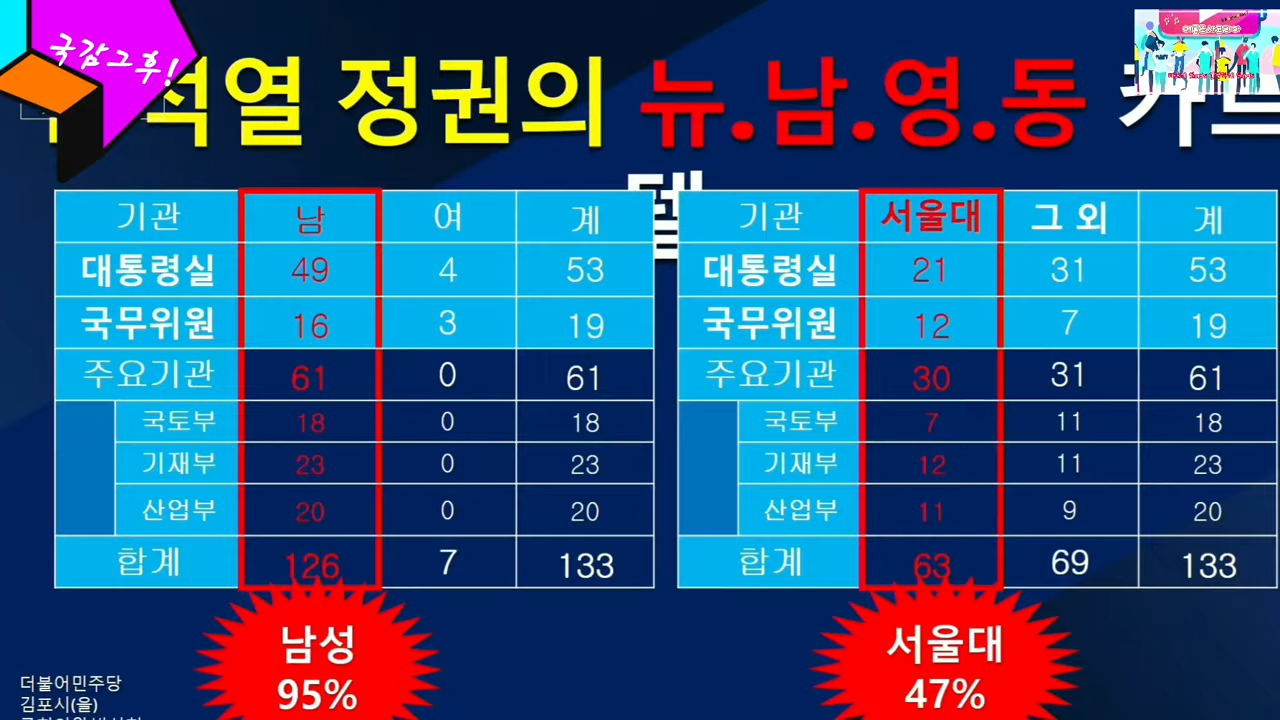 국감그후!
석열 정권의 뉴.남.영.동 카르
텔
기관 남 여 계
대통령실 49 4 53
국무위원 16 3 19
주요기관 61 0 61
국토부 18 0 18
기재부 23 0 23
산업부 20 0 20
합계 126 7 133
기관 서울대 그 외 계
대통령실 21 31 53
국무위원 12 7 19
주요기관 30 31 61
국토부 7 11 18
기재부 12 11 23
산업부 11 9 20
합계 63 69 133
남성
95%
서울대
47%
더불어민주당
김포시(을)